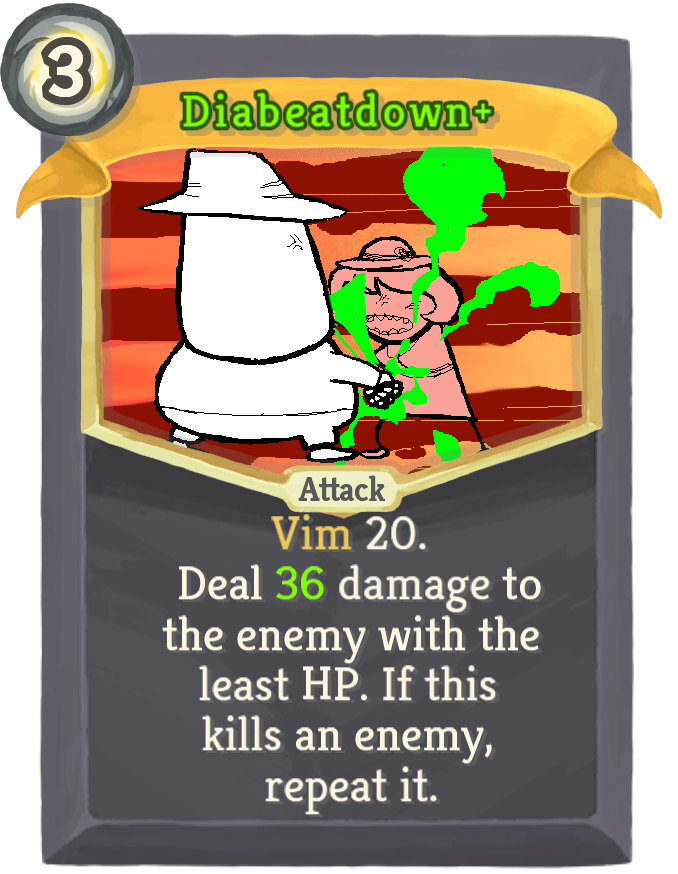 3
Diabeatdown+
Attack
Vim 20.
Deal 36 damage to
the enemy with the
least HP. If this
kills an enemy,
repeat it.